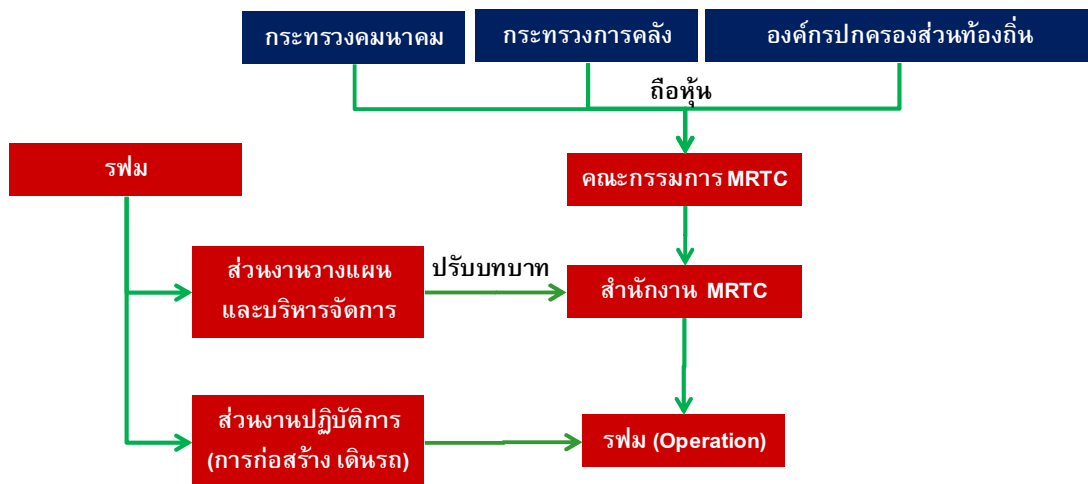 กระทรวงคมนาคม
กระทรวงการคลัง
องค์กรปกครองส่วนท้องถิ่น
ถือหุ้น
รฟม
คณะกรรมการ MRTC
ส่วนงานวางแผน
และบริหารจัดการ
ปรับบทบาท
สำนักงาน MRTC
ส่วนงานปฏิบัติการ
(การก่อสร้าง เดินรถ)
รฟม (Operation)